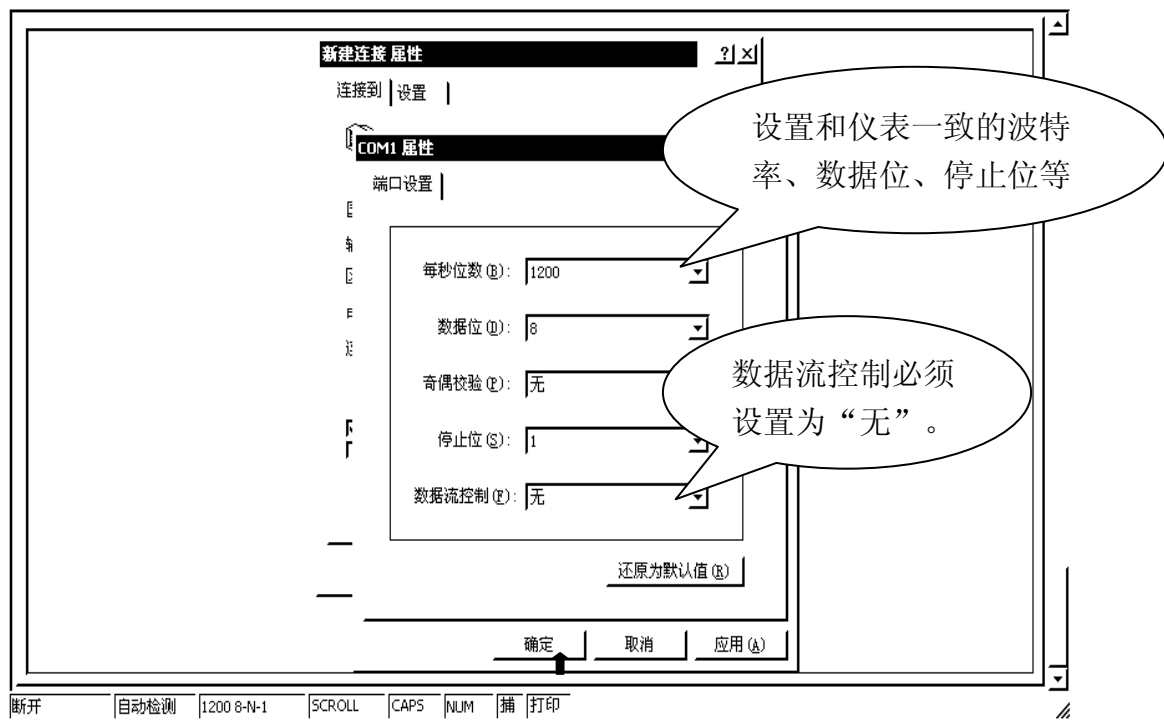 新建连接 属性
? ×
连接到 设置
COM1 属性
端口设置
设置和仪表一致的波特
率、数据位、停止位等
每秒位数(B): 1200
数据位(D): 8
奇偶校验(P): 无
停止位(S): 1
数据流控制(F): 无
数据流控制必须
设置为“无”。
还原为默认值(R)
确定 取消 应用(A)
断开 自动检测 1200 8-N-1 SCROLL CAPS NUM 捕 打印